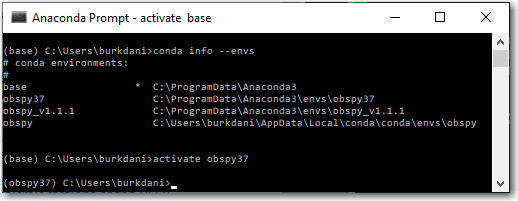 Anaconda Prompt - activate base
(base) C:\Users\burkdani>conda info --envs
# conda environments:
#
base * C:\ProgramData\Anaconda3
obspy37 C:\ProgramData\Anaconda3\envs\obspy37
obspy_v1.1.1 C:\ProgramData\Anaconda3\envs\obspy_v1.1.1
obspy C:\Users\burkdani\AppData\Local\conda\conda\envs\obspy
(base) C:\Users\burkdani>activate obspy37
(obspy37) C:\Users\burkdani>